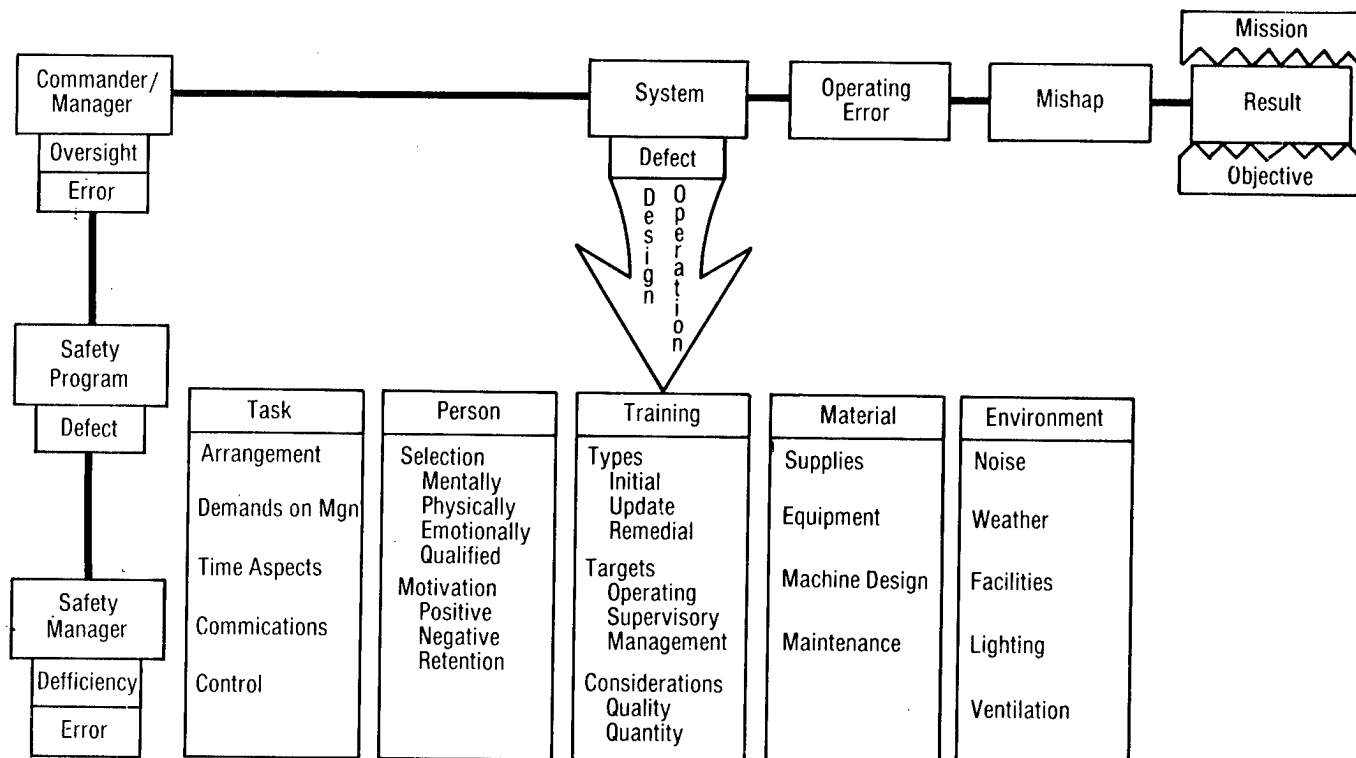 Mission
Commander/
Manager
System
Operating
Error
Mishap
Result
Oversight
Error
Defect
Objective
Design
Operation
Safety
Program
Defect
Safety
Manager
Defficiency
Error
Task
Arrangement
Demands on Mgn'
Time Aspects
Commications
Control
Person
Selection
Mentally
Physically
Emotionally
Qualified
Motivation
Positive
Negative
Retention
Training
Types
Initial
Update
Remedial
Targets
Operating
Supervisory
Management
Considerations
Quality
Quantity
Material
Supplies
Equipment
Machine Design
Maintenance
Environment
Noise
Weather
Facilities
Lighting
Ventilation